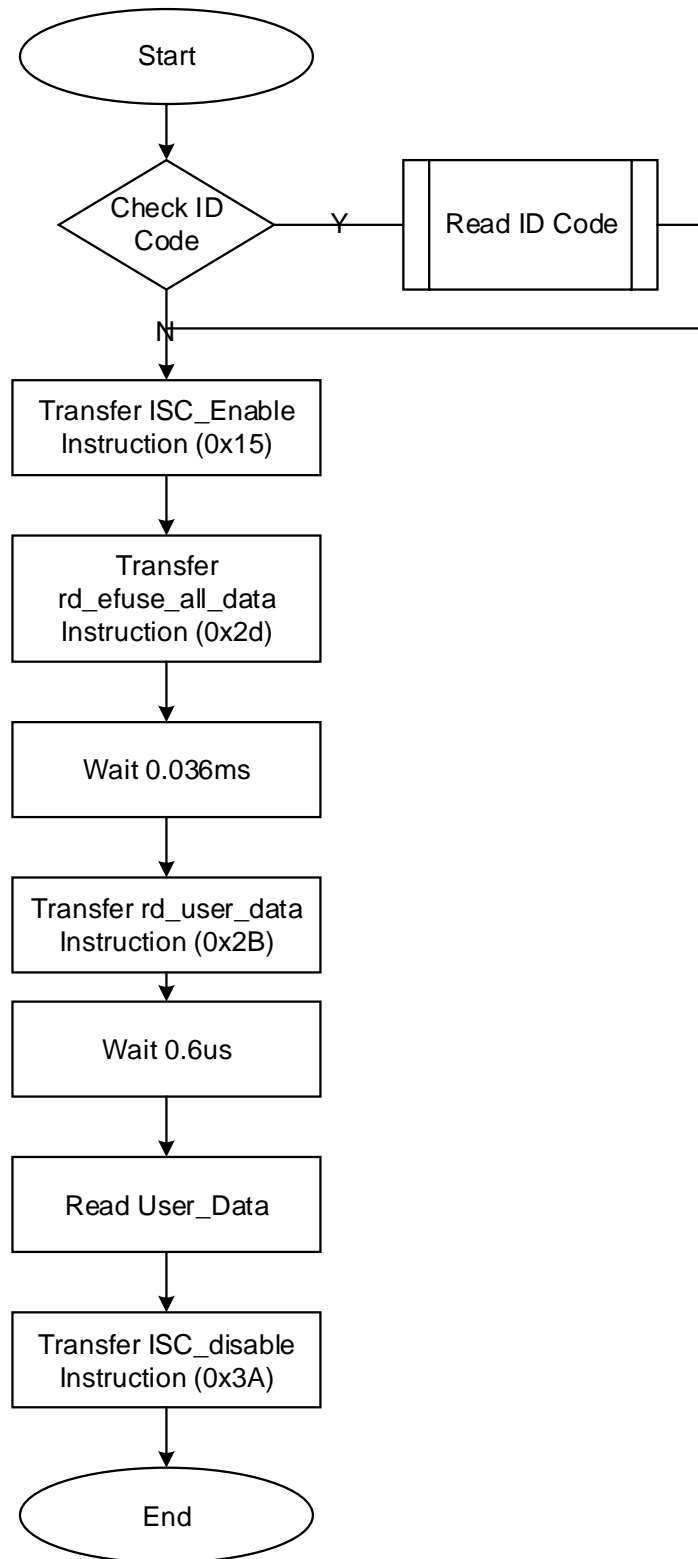 Start
Check ID
Code
Y
Read ID Code
N
Transfer ISC_Enable
Instruction (0x15)
Transfer
rd_efuse_all_data
Instruction (0x2d)
Wait 0.036ms
Transfer rd_user_data
Instruction (0x2B)
Wait 0.6us
Read User_Data
Transfer ISC_disable
Instruction (0x3A)
End